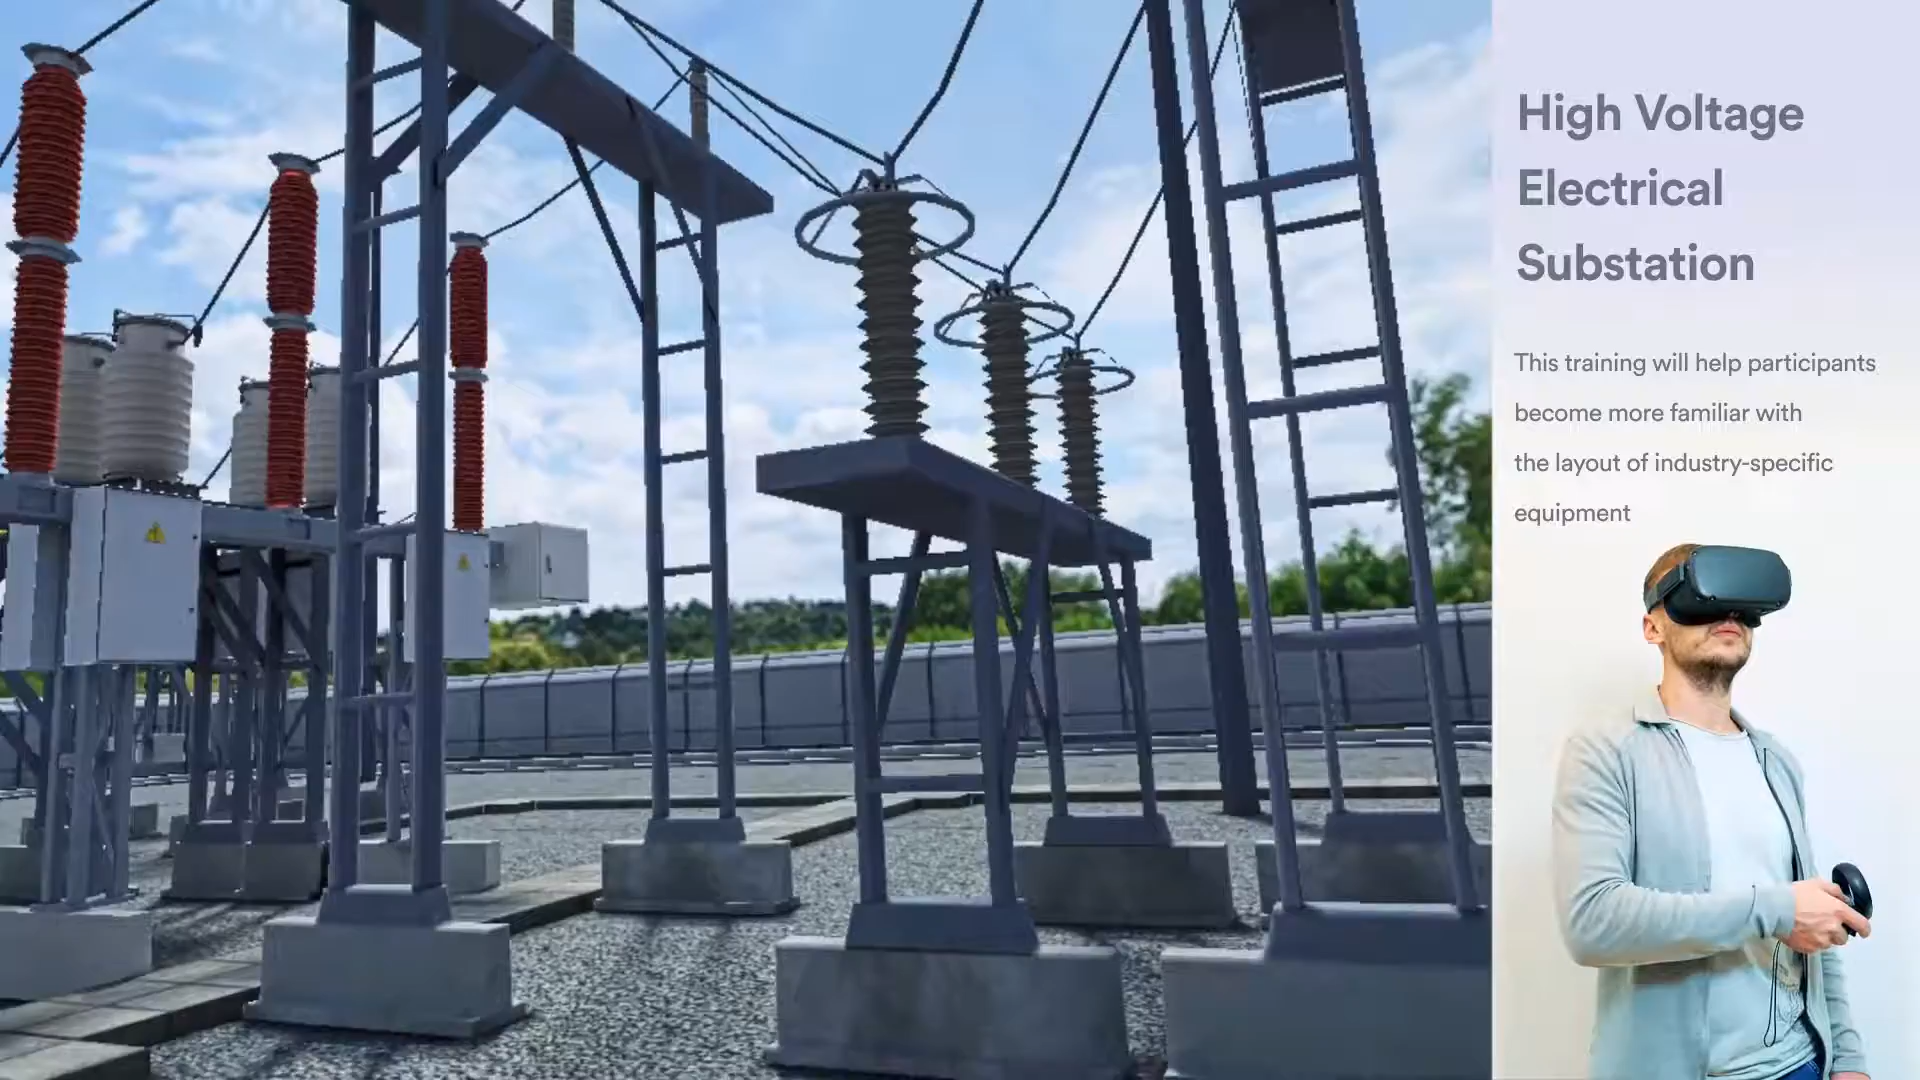 High Voltage
Electrical
Substation
This training will help participants
become more familiar with
the layout of industry-specific
equipment